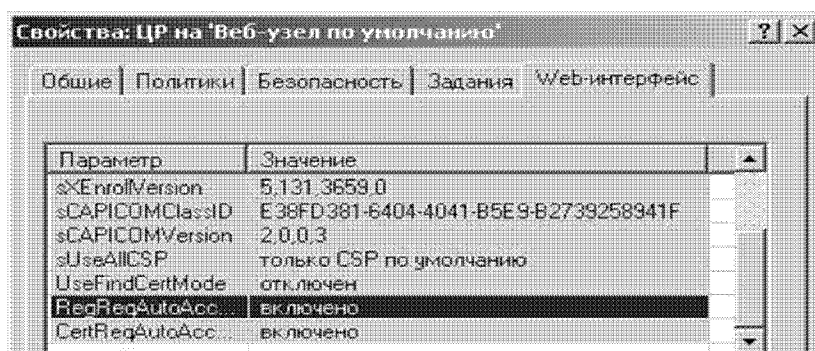 Свойства: ЦР на 'Веб-узел по умолчанию'
Общие Политики Безопасность Задания Web-интерфейс
Параметр Значение
sXEnrollVersion 5,131,3659,0
sCAPICOMClassID E38FD381-6404-4041-B5E9-B2739258941F
sCAPICOMVersion 2,0,0,3
sUseAllCSP только CSP по умолчанию
UseFindCertMode отключен
RegReqAutoAcc... включено
CertReqAutoAcc... включено